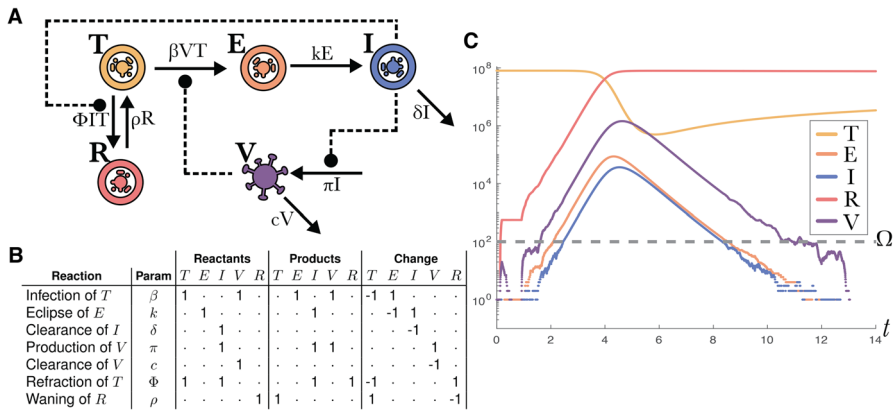 A
T
βVT
E
kE
I
ΦIT
ρR
δI
R
V
πI
cV
B
Reactants Products Change
Reaction Param T E I V R T E I V R T E I V R
Infection of T β 1 · · 1 · · 1 · 1 · -1 1 · · ·
Eclipse of E k · 1 · · · · · 1 · · · -1 1 · ·
Clearance of I δ · · 1 · · · · · · · · · -1 · ·
Production of V π · · 1 · · · · 1 1 · · · · 1 ·
Clearance of V c · · · 1 · · · · · · · · · -1 ·
Refraction of T Φ 1 · 1 · · · · 1 · 1 -1 · · · 1
Waning of R ρ · · · · 1 1 · · · · 1 · · · -1
C
10^8
10^6
10^4
10^2
10^0
0 2 4 6 8 10 12 14
t
Ω
T
E
I
R
V